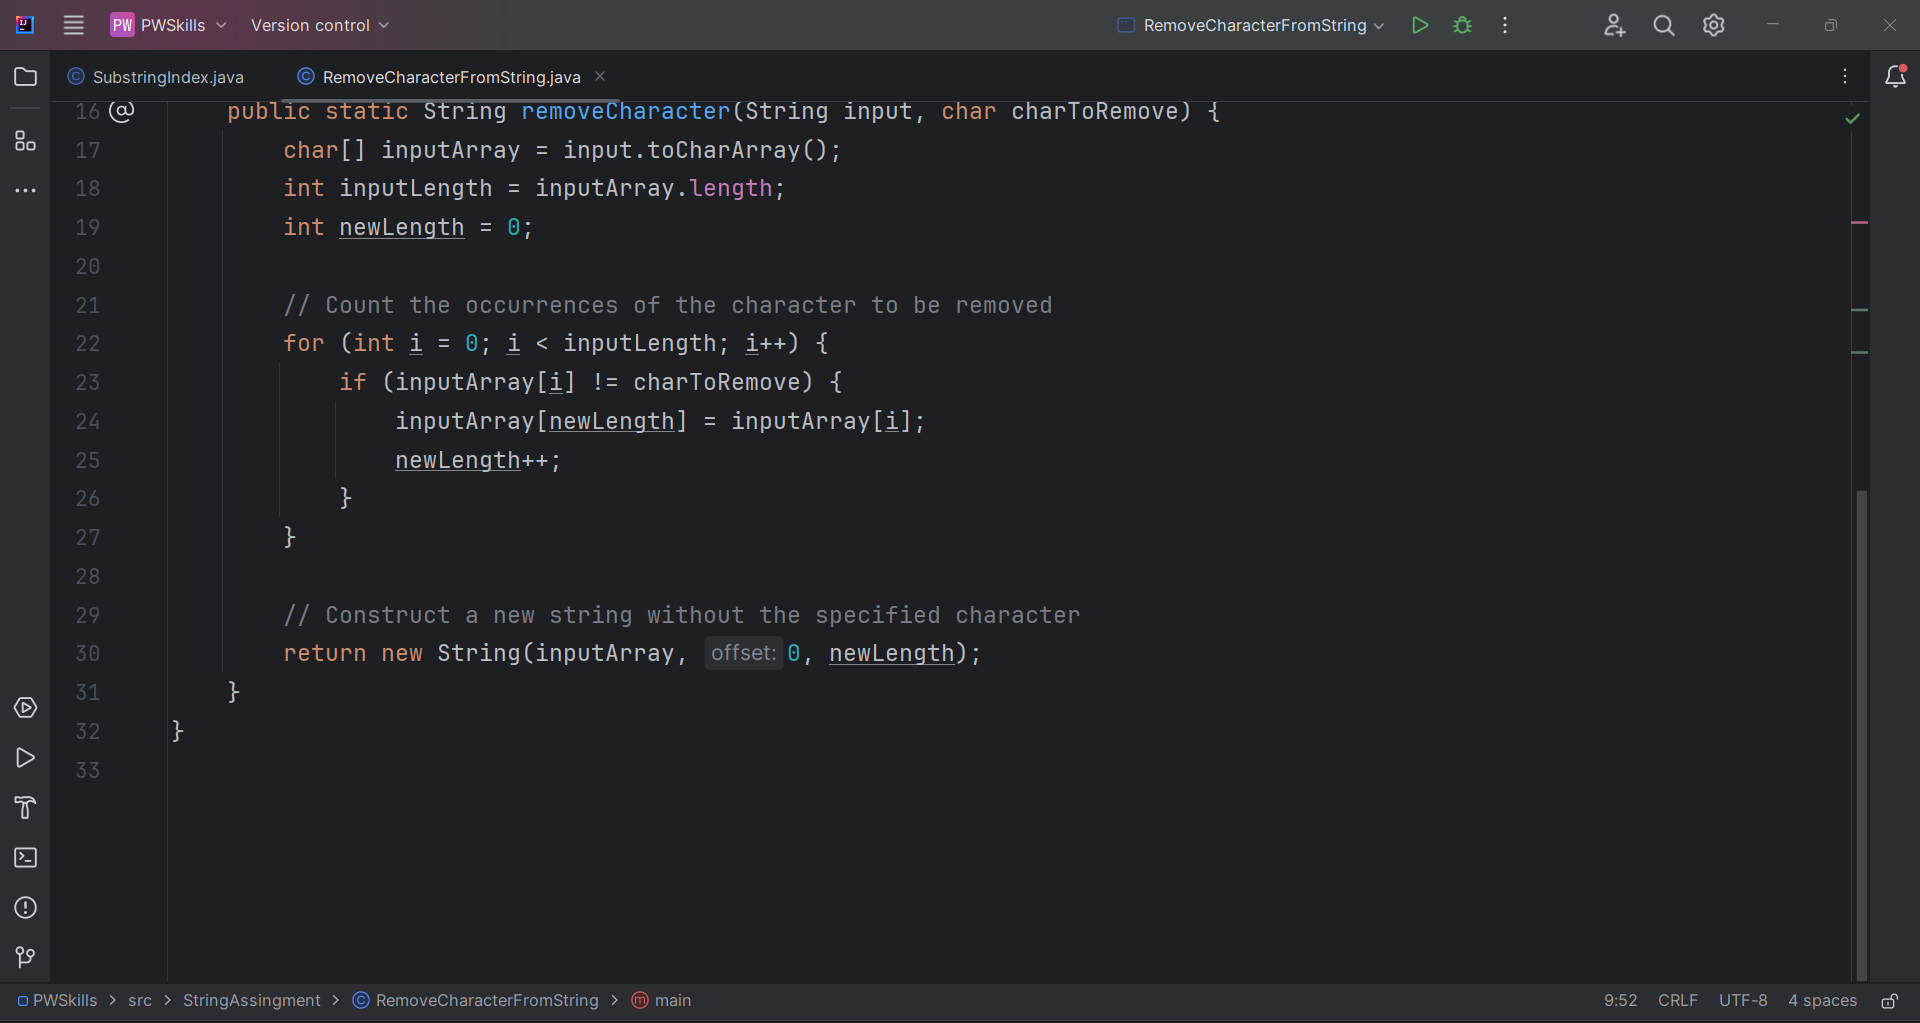 PW PWSkills Version control RemoveCharacterFromString
SubstringIndex.java RemoveCharacterFromString.java
16 @ public static String removeCharacter(String input, char charToRemove) {
17 char[] inputArray = input.toCharArray();
18 int inputLength = inputArray.length;
19 int newLength = 0;
20
21 // Count the occurrences of the character to be removed
22 for (int i = 0; i < inputLength; i++) {
23 if (inputArray[i] != charToRemove) {
24 inputArray[newLength] = inputArray[i];
25 newLength++;
26 }
27 }
28
29 // Construct a new string without the specified character
30 return new String(inputArray, offset: 0, newLength);
31 }
32 }
33
PWSkills > src > StringAssingment > RemoveCharacterFromString > main 9:52 CRLF UTF-8 4 spaces